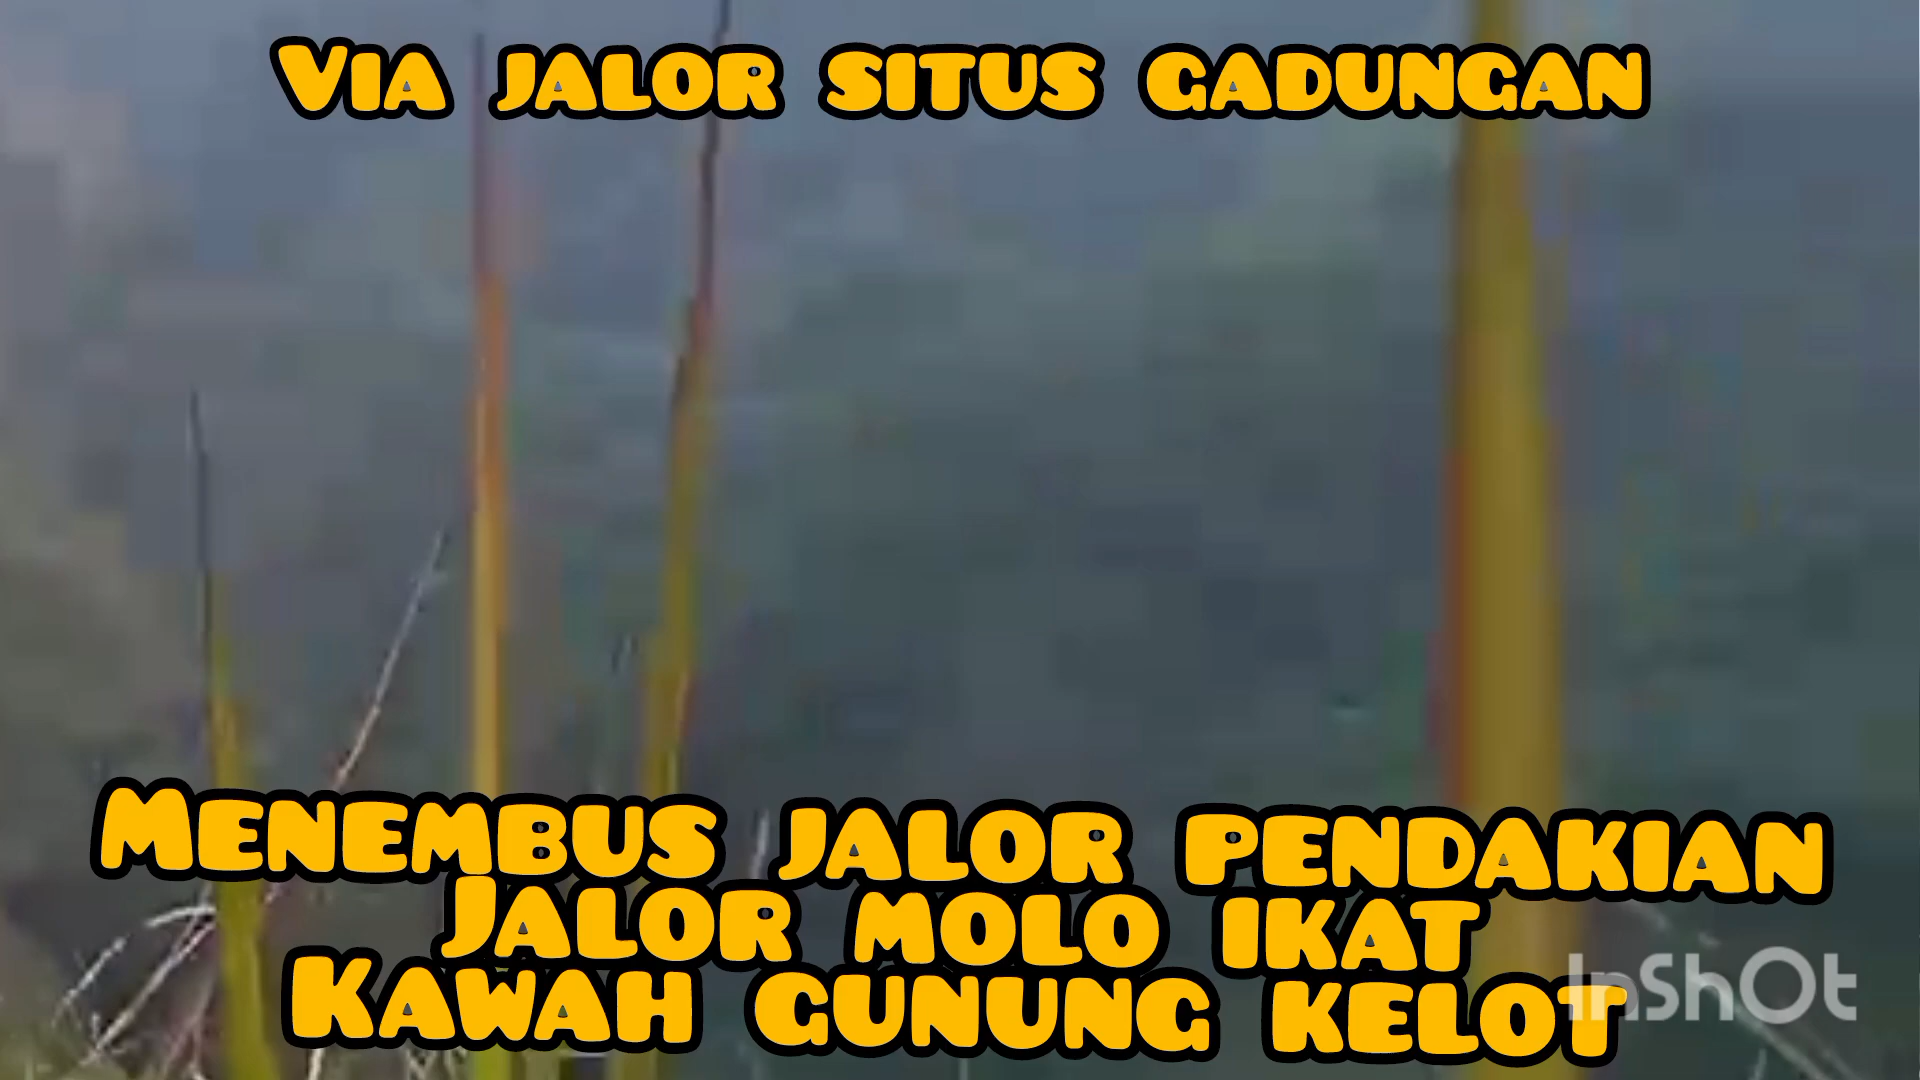 Via jalor situs gadungan
Menembus jalor pendakian
Jalor molo ikat
Kawah gunung kelot
InShOt